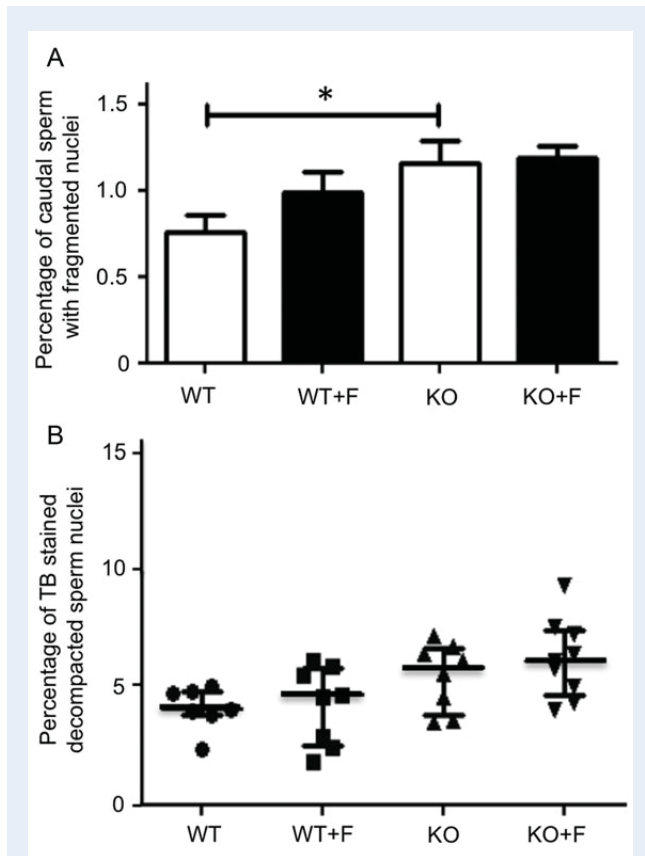 A
Percentage of caudal sperm
with fragmented nuclei
1.5
*
1.0
0.5
0
WT
WT+F
KO
KO+F
B
Percentage of TB stained
decompacted sperm nuclei
15
10
5
0
WT
WT+F
KO
KO+F